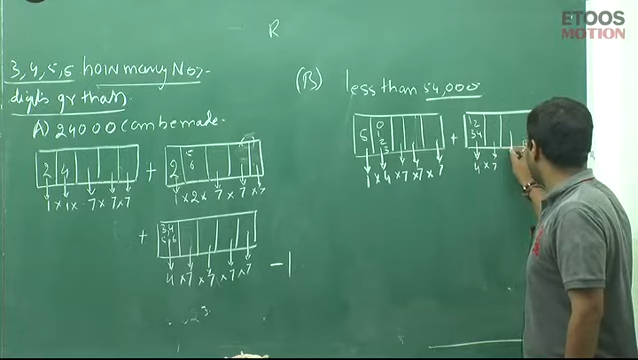 ETOOS
MOTION
R
3,4,5,6 how many No:-
digits gr than
A) 24000 can be made.
2 4
1 × 1 × 7 × 7 × 7
+
2 5
6
1 × 2 × 7 × 7 × 7
+
3,4
5,6
4 × 7 × 7 × 7 × 7
-1
(B) less than 54,000
5 0
1
2
3
1 × 4 × 7 × 7 × 7
+
1 2
3 4
4 × 7